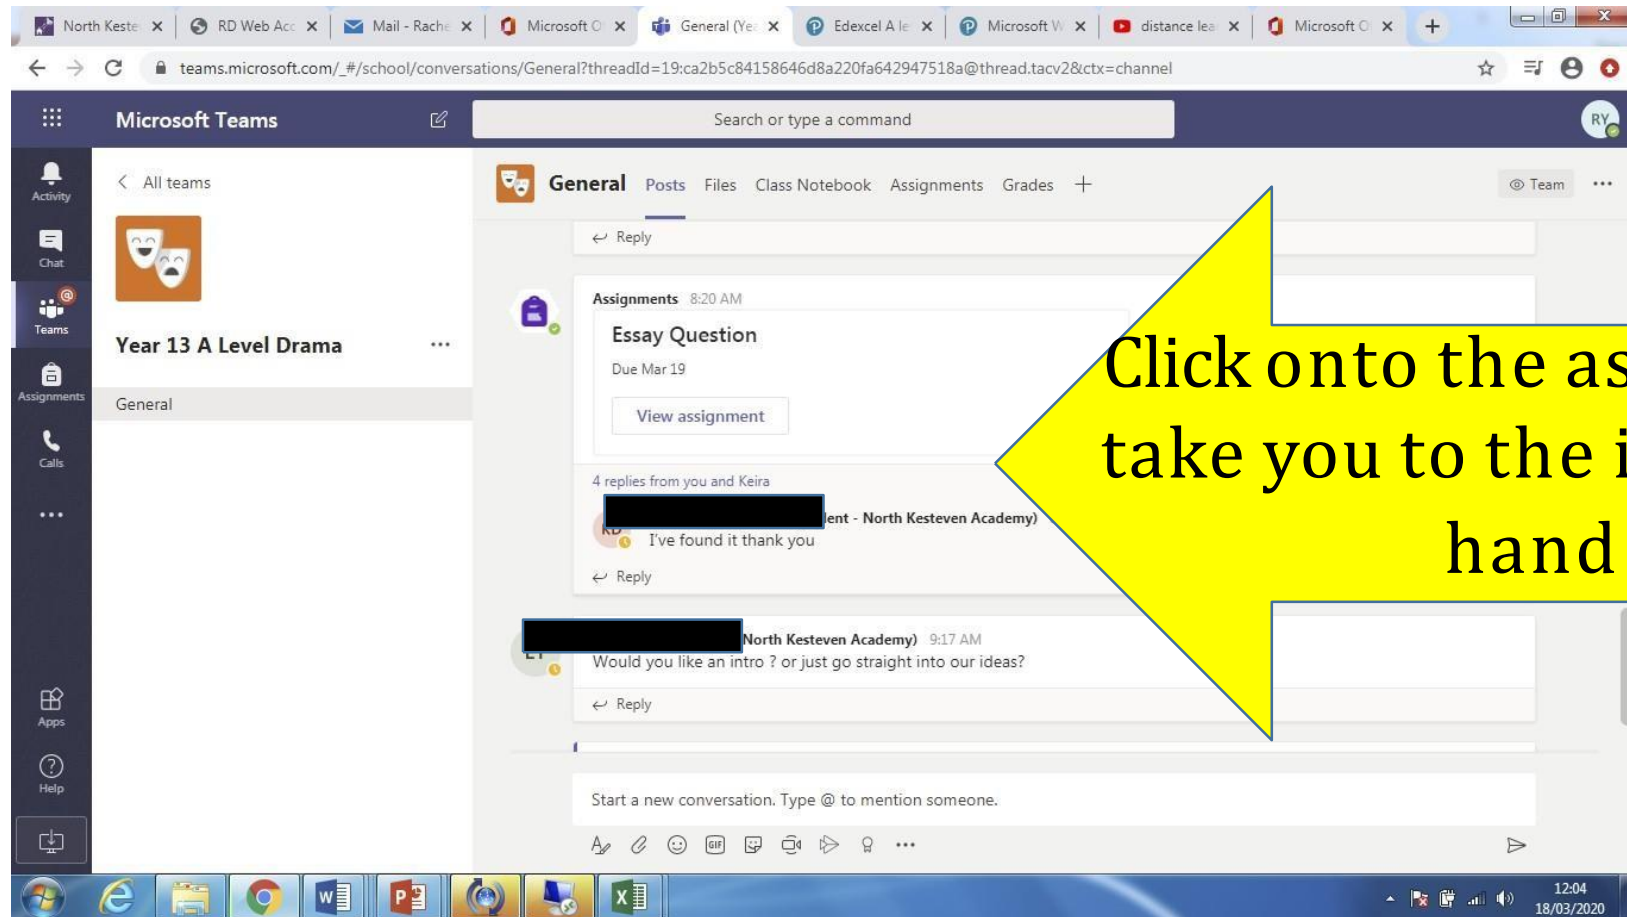 North Keste
RD Web Acc
Mail - Rache
Microsoft O
General (Yea
Edexcel A le
Microsoft W
distance lea
Microsoft O
teams.microsoft.com/_#/school/conversations/General?threadId=19:ca2b5c84158646d8a220fa642947518a@thread.tacv2&ctx=channel
Microsoft Teams
Search or type a command
RY
Activity
Chat
Teams
Assignments
Calls
Apps
Help
All teams
Year 13 A Level Drama
General
General Posts Files Class Notebook Assignments Grades
Team
Reply
Assignments 8:20 AM
Essay Question
Due Mar 19
View assignment
4 replies from you and Keira
ent - North Kesteven Academy)
I've found it thank you
Reply
North Kesteven Academy) 9:17 AM
Would you like an intro ? or just go straight into our ideas?
Reply
Start a new conversation. Type @ to mention someone.
GIF
Click onto the as
take you to the i
hand
12:04
18/03/2020